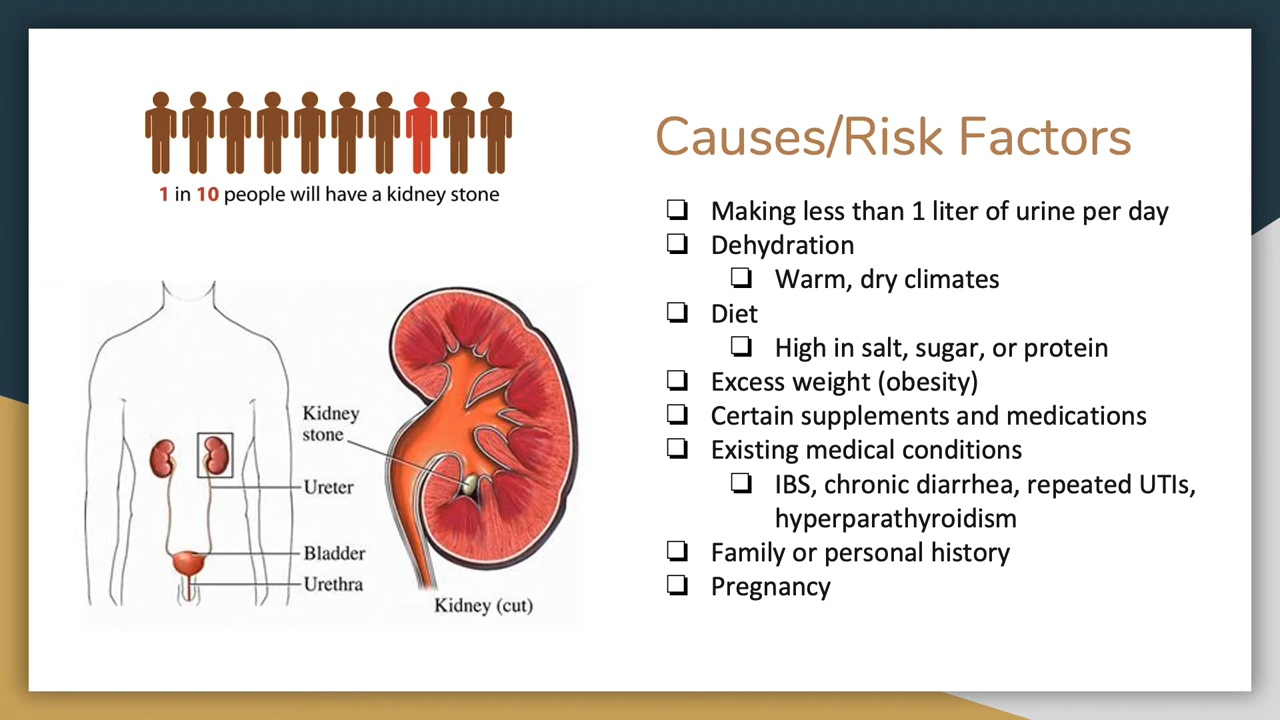 1 in 10 people will have a kidney stone
Kidney
stone
Ureter
Bladder
Urethra
Kidney (cut)
Causes/Risk Factors
❏ Making less than 1 liter of urine per day
❏ Dehydration
❏ Warm, dry climates
❏ Diet
❏ High in salt, sugar, or protein
❏ Excess weight (obesity)
❏ Certain supplements and medications
❏ Existing medical conditions
❏ IBS, chronic diarrhea, repeated UTIs,
hyperparathyroidism
❏ Family or personal history
❏ Pregnancy